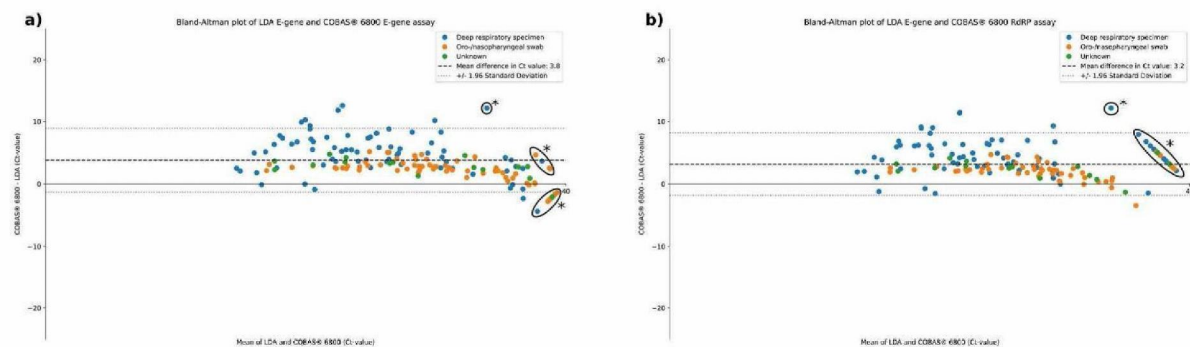 a)
Bland-Altman plot of LDA E-gene and COBAS® 6800 E-gene assay
Deep respiratory specimen
Oro-/nasopharyngeal swab
Unknown
Mean difference in Ct value: 3.8
+/- 1.96 Standard Deviation
COBAS® 6800 - LDA (Ct-value)
20
10
0
−10
−20
40
*
*
*
Mean of LDA and COBAS® 6800 (Ct-value)
b)
Bland-Altman plot of LDA E-gene and COBAS® 6800 RdRP assay
Deep respiratory specimen
Oro-/nasopharyngeal swab
Unknown
Mean difference in Ct value: 3.2
+/- 1.96 Standard Deviation
COBAS® 6800 - LDA (Ct-value)
20
10
0
−10
−20
4
*
*
Mean of LDA and COBAS® 6800 (Ct-value)